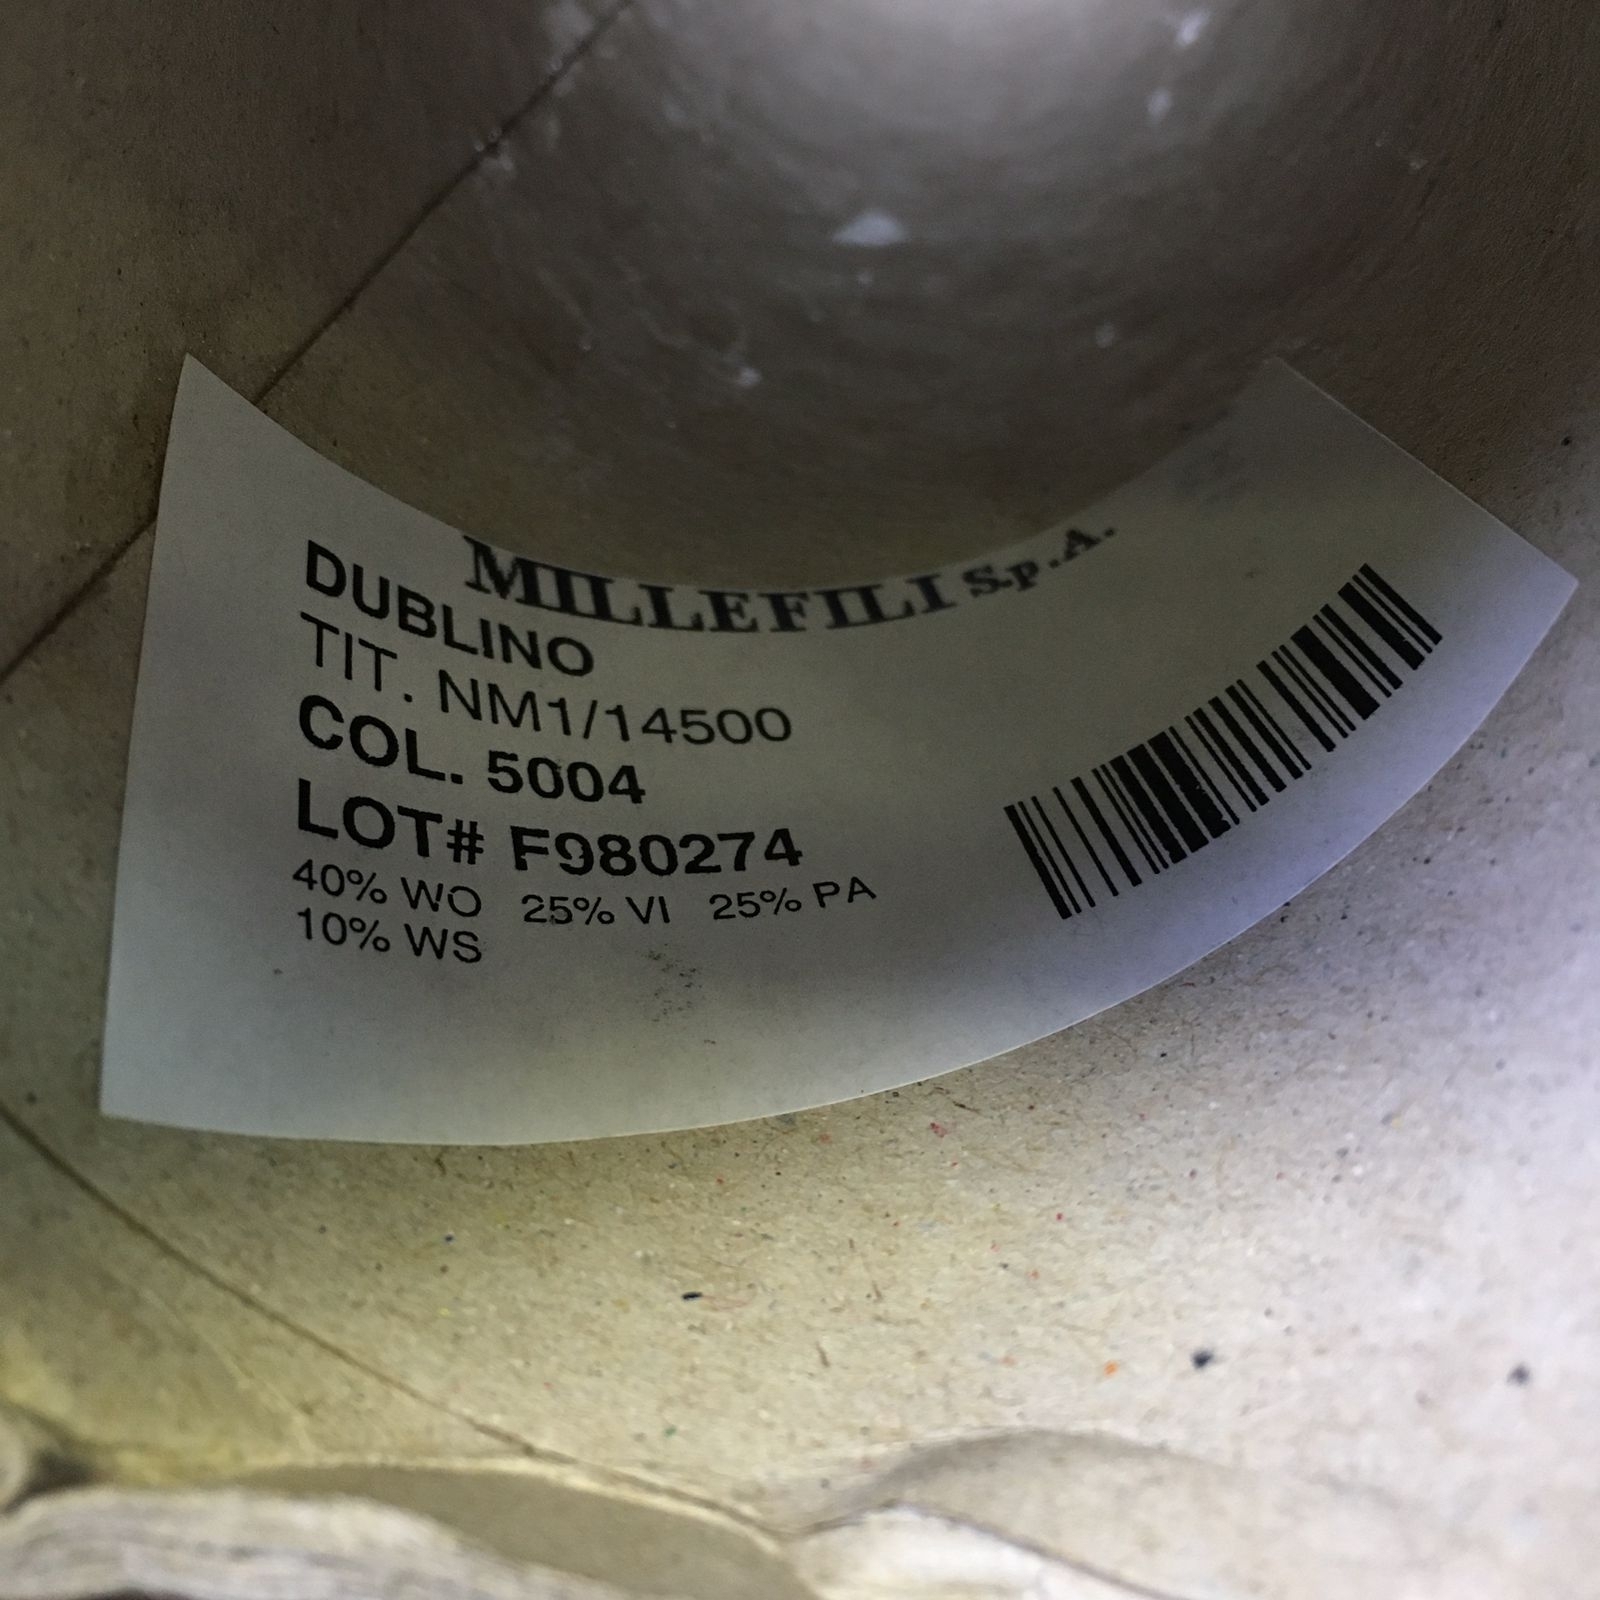 MILLEFILI S.p.A.
DUBLINO
TIT. NM1/14500
COL. 5004
LOT# F980274
40% WO 25% VI 25% PA
10% WS